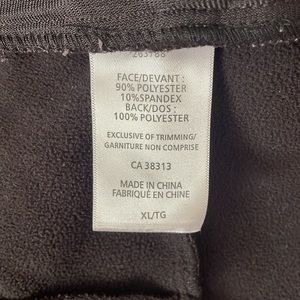 263788
FACE/DEVANT :
90% POLYESTER
10%SPANDEX
BACK/DOS :
100% POLYESTER
EXCLUSIVE OF TRIMMING/
GARNITURE NON COMPRISE
CA 38313
MADE IN CHINA
FABRIQUÉ EN CHINE
XL/TG